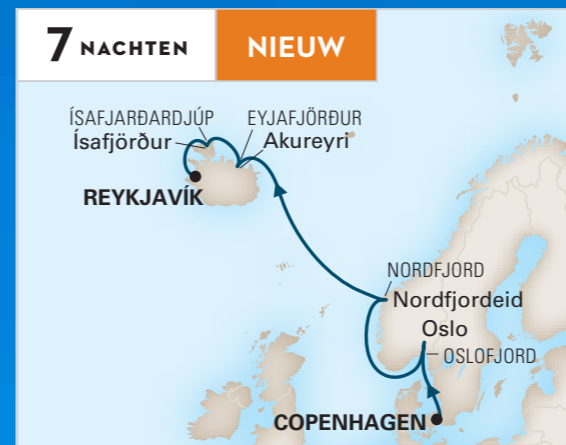 7 NACHTEN
NIEUW
ÍSAFJARÐARDJÚP
Ísafjörður
EYJAFJÖRÐUR
Akureyri
REYKJAVÍK
NORDFJORD
Nordfjordeid
Oslo
OSLOFJORD
COPENHAGEN